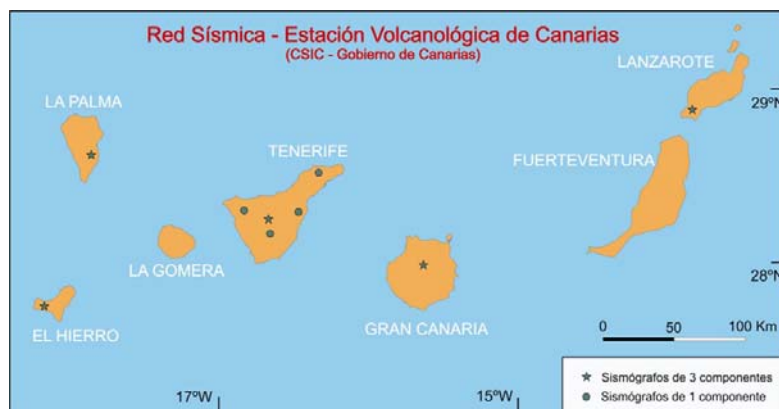 Red Sísmica - Estación Volcanológica de Canarias
(CSIC - Gobierno de Canarias)
LANZAROTE
29ºN
LA PALMA
TENERIFE
FUERTEVENTURA
LA GOMERA
28ºN
EL HIERRO
GRAN CANARIA
0 50 100 Km
Sismógrafos de 3 componentes
Sismógrafos de 1 componente
17ºW
15ºW